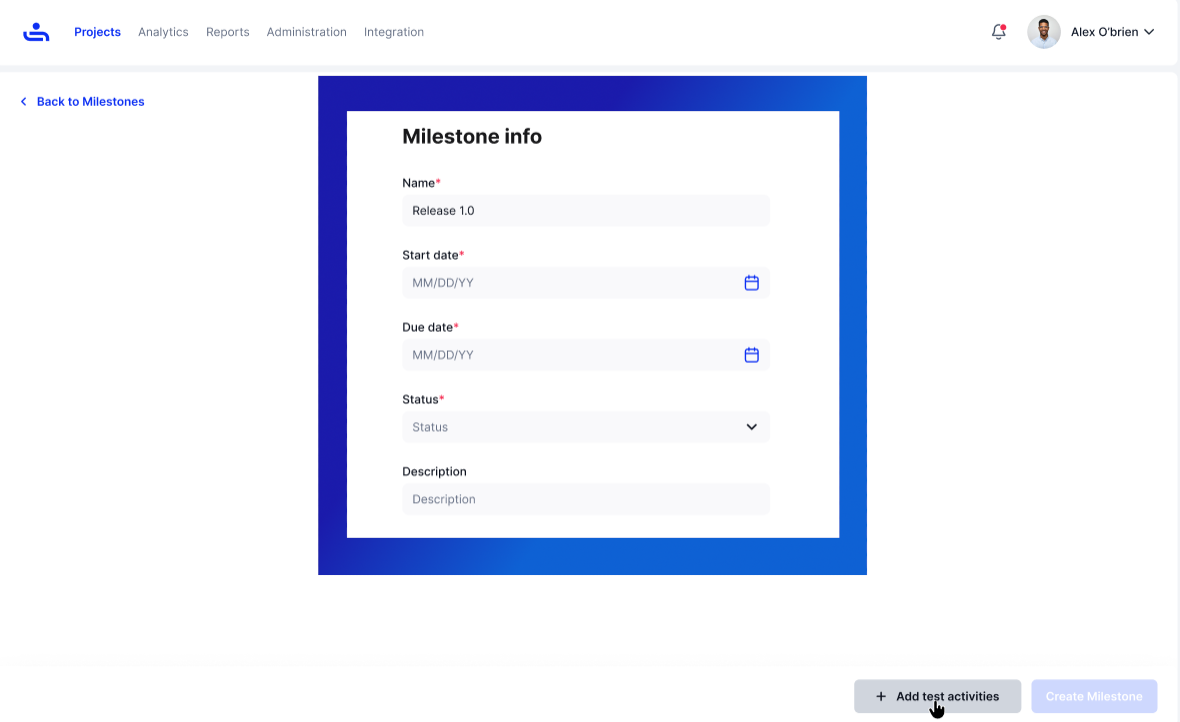 Projects Analytics Reports Administration Integration Alex O'brien
Back to Milestones
Milestone info
Name*
Release 1.0
Start date*
MM/DD/YY
Due date*
MM/DD/YY
Status*
Status
Description
Description
+ Add test activities Create Milestone